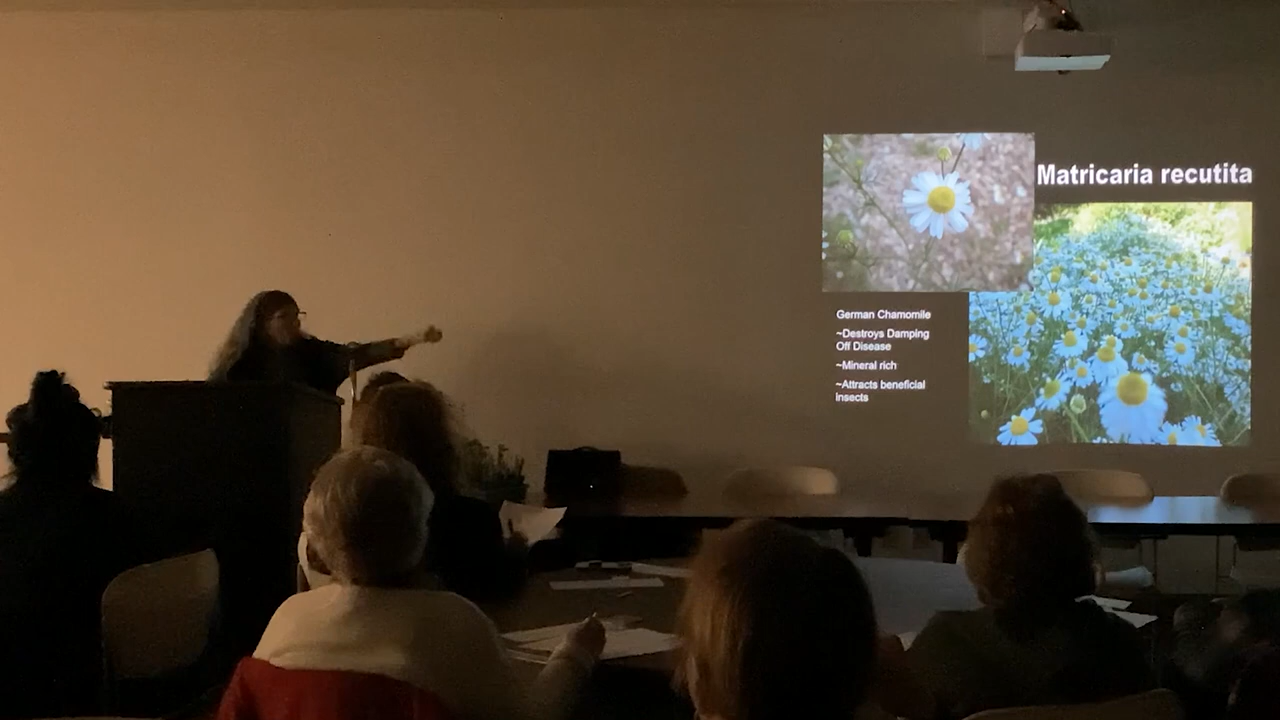 Matricaria recutita
German Chamomile
~Destroys Damping
Off Disease
~Mineral rich
~Attracts beneficial
insects